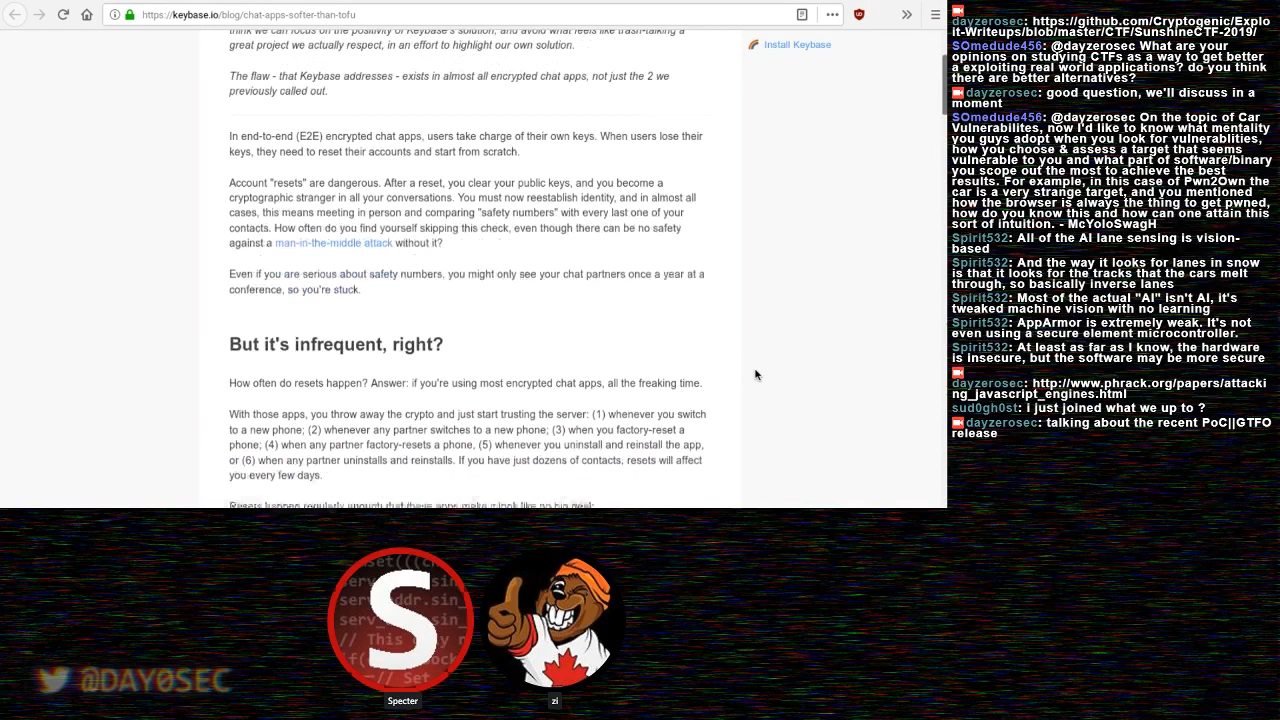 https://keybase.io/blog/chat-apps-softer-than-tofu
think we can focus on the positivity of Keybase's solution, and avoid what feels like trash-talking a
great project we actually respect, in an effort to highlight our own solution.
The flaw - that Keybase addresses - exists in almost all encrypted chat apps, not just the 2 we
previously called out.
In end-to-end (E2E) encrypted chat apps, users take charge of their own keys. When users lose their
keys, they need to reset their accounts and start from scratch.
Account "resets" are dangerous. After a reset, you clear your public keys, and you become a
cryptographic stranger in all your conversations. You must now reestablish identity, and in almost all
cases, this means meeting in person and comparing "safety numbers" with every last one of your
contacts. How often do you find yourself skipping this check, even though there can be no safety
against a man-in-the-middle attack without it?
Even if you are serious about safety numbers, you might only see your chat partners once a year at a
conference, so you're stuck.
But it's infrequent, right?
How often do resets happen? Answer: if you're using most encrypted chat apps, all the freaking time.
With those apps, you throw away the crypto and just start trusting the server: (1) whenever you switch
to a new phone; (2) whenever any partner switches to a new phone; (3) when you factory-reset a
phone; (4) when any partner factory-resets a phone, (5) whenever you uninstall and reinstall the app,
or (6) when any partner uninstalls and reinstalls. If you have just dozens of contacts, resets will affect
you every few days.
Install Keybase
dayzerosec: https://github.com/Cryptogenic/Explo
it-Writeups/blob/master/CTF/SunshineCTF-2019/
SOmedude456: @dayzerosec What are your
opinions on studying CTFs as a way to get better
a exploiting real world applications? do you think
there are better alternatives?
dayzerosec: good question, we'll discuss in a
moment
SOmedude456: @dayzerosec On the topic of Car
Vulnerabilites, now I'd like to know what mentality
you guys adopt when you look for vulnerabilities,
how you choose & assess a target that seems
vulnerable to you and what part of software/binary
you scope out the most to achieve the best
results. For example, in this case of Pwn2Own the
car is a very strange target, and you mentioned
how the browser is always the thing to get pwned,
how do you know this and how can one attain this
sort of intuition. - McYoloSwagH
Spirit532: All of the AI lane sensing is vision-
based
Spirit532: And the way it looks for lanes in snow
is that it looks for the tracks that the cars melt
through, so basically inverse lanes
Spirit532: Most of the actual "AI" isn't AI, it's
tweaked machine vision with no learning
Spirit532: AppArmor is extremely weak. It's not
even using a secure element microcontroller.
Spirit532: At least as far as I know, the hardware
is insecure, but the software may be more secure
dayzerosec: http://www.phrack.org/papers/attacki
ng_javascript_engines.html
sud0gh0st: i just joined what we up to ?
dayzerosec: talking about the recent PoC||GTFO
release
S
Specter
zi
@DAY0SEC